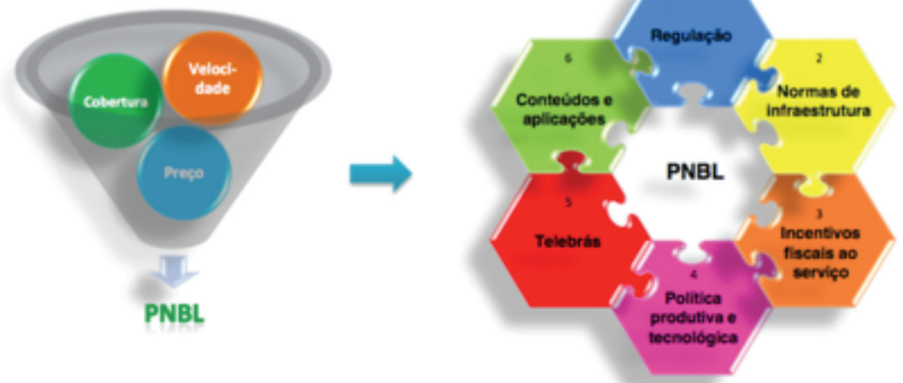 Cobertura
Veloci-
dade
Preço
PNBL
Regulação
2
Normas de
infraestrutura
3
Incentivos
fiscais ao
serviço
4
Política
produtiva e
tecnológica
5
Telebrás
6
Conteúdos e
aplicações
PNBL